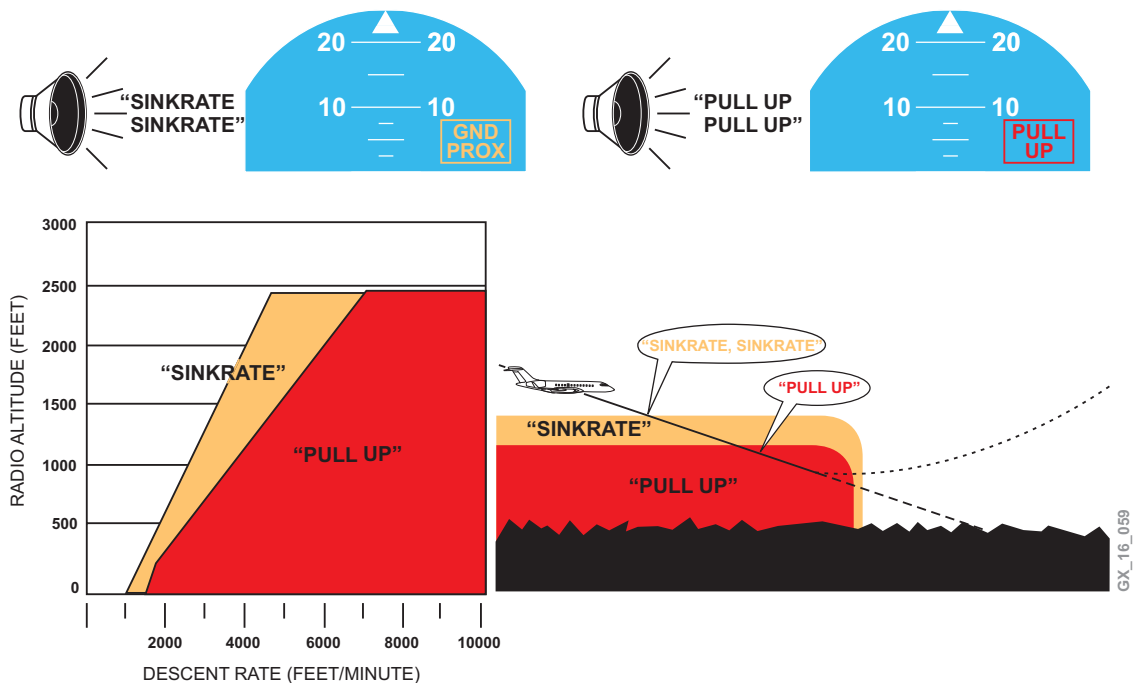 “SINKRATE
SINKRATE”
20 20
10 10
GND
PROX
“PULL UP
PULL UP”
20 20
10 10
PULL
UP
RADIO ALTITUDE (FEET)
3000
2500
2000
1500
1000
500
0
“SINKRATE”
“PULL UP”
2000 4000 6000 8000 10000
DESCENT RATE (FEET/MINUTE)
“SINKRATE, SINKRATE”
“PULL UP”
“SINKRATE”
“PULL UP”
GX_16_059